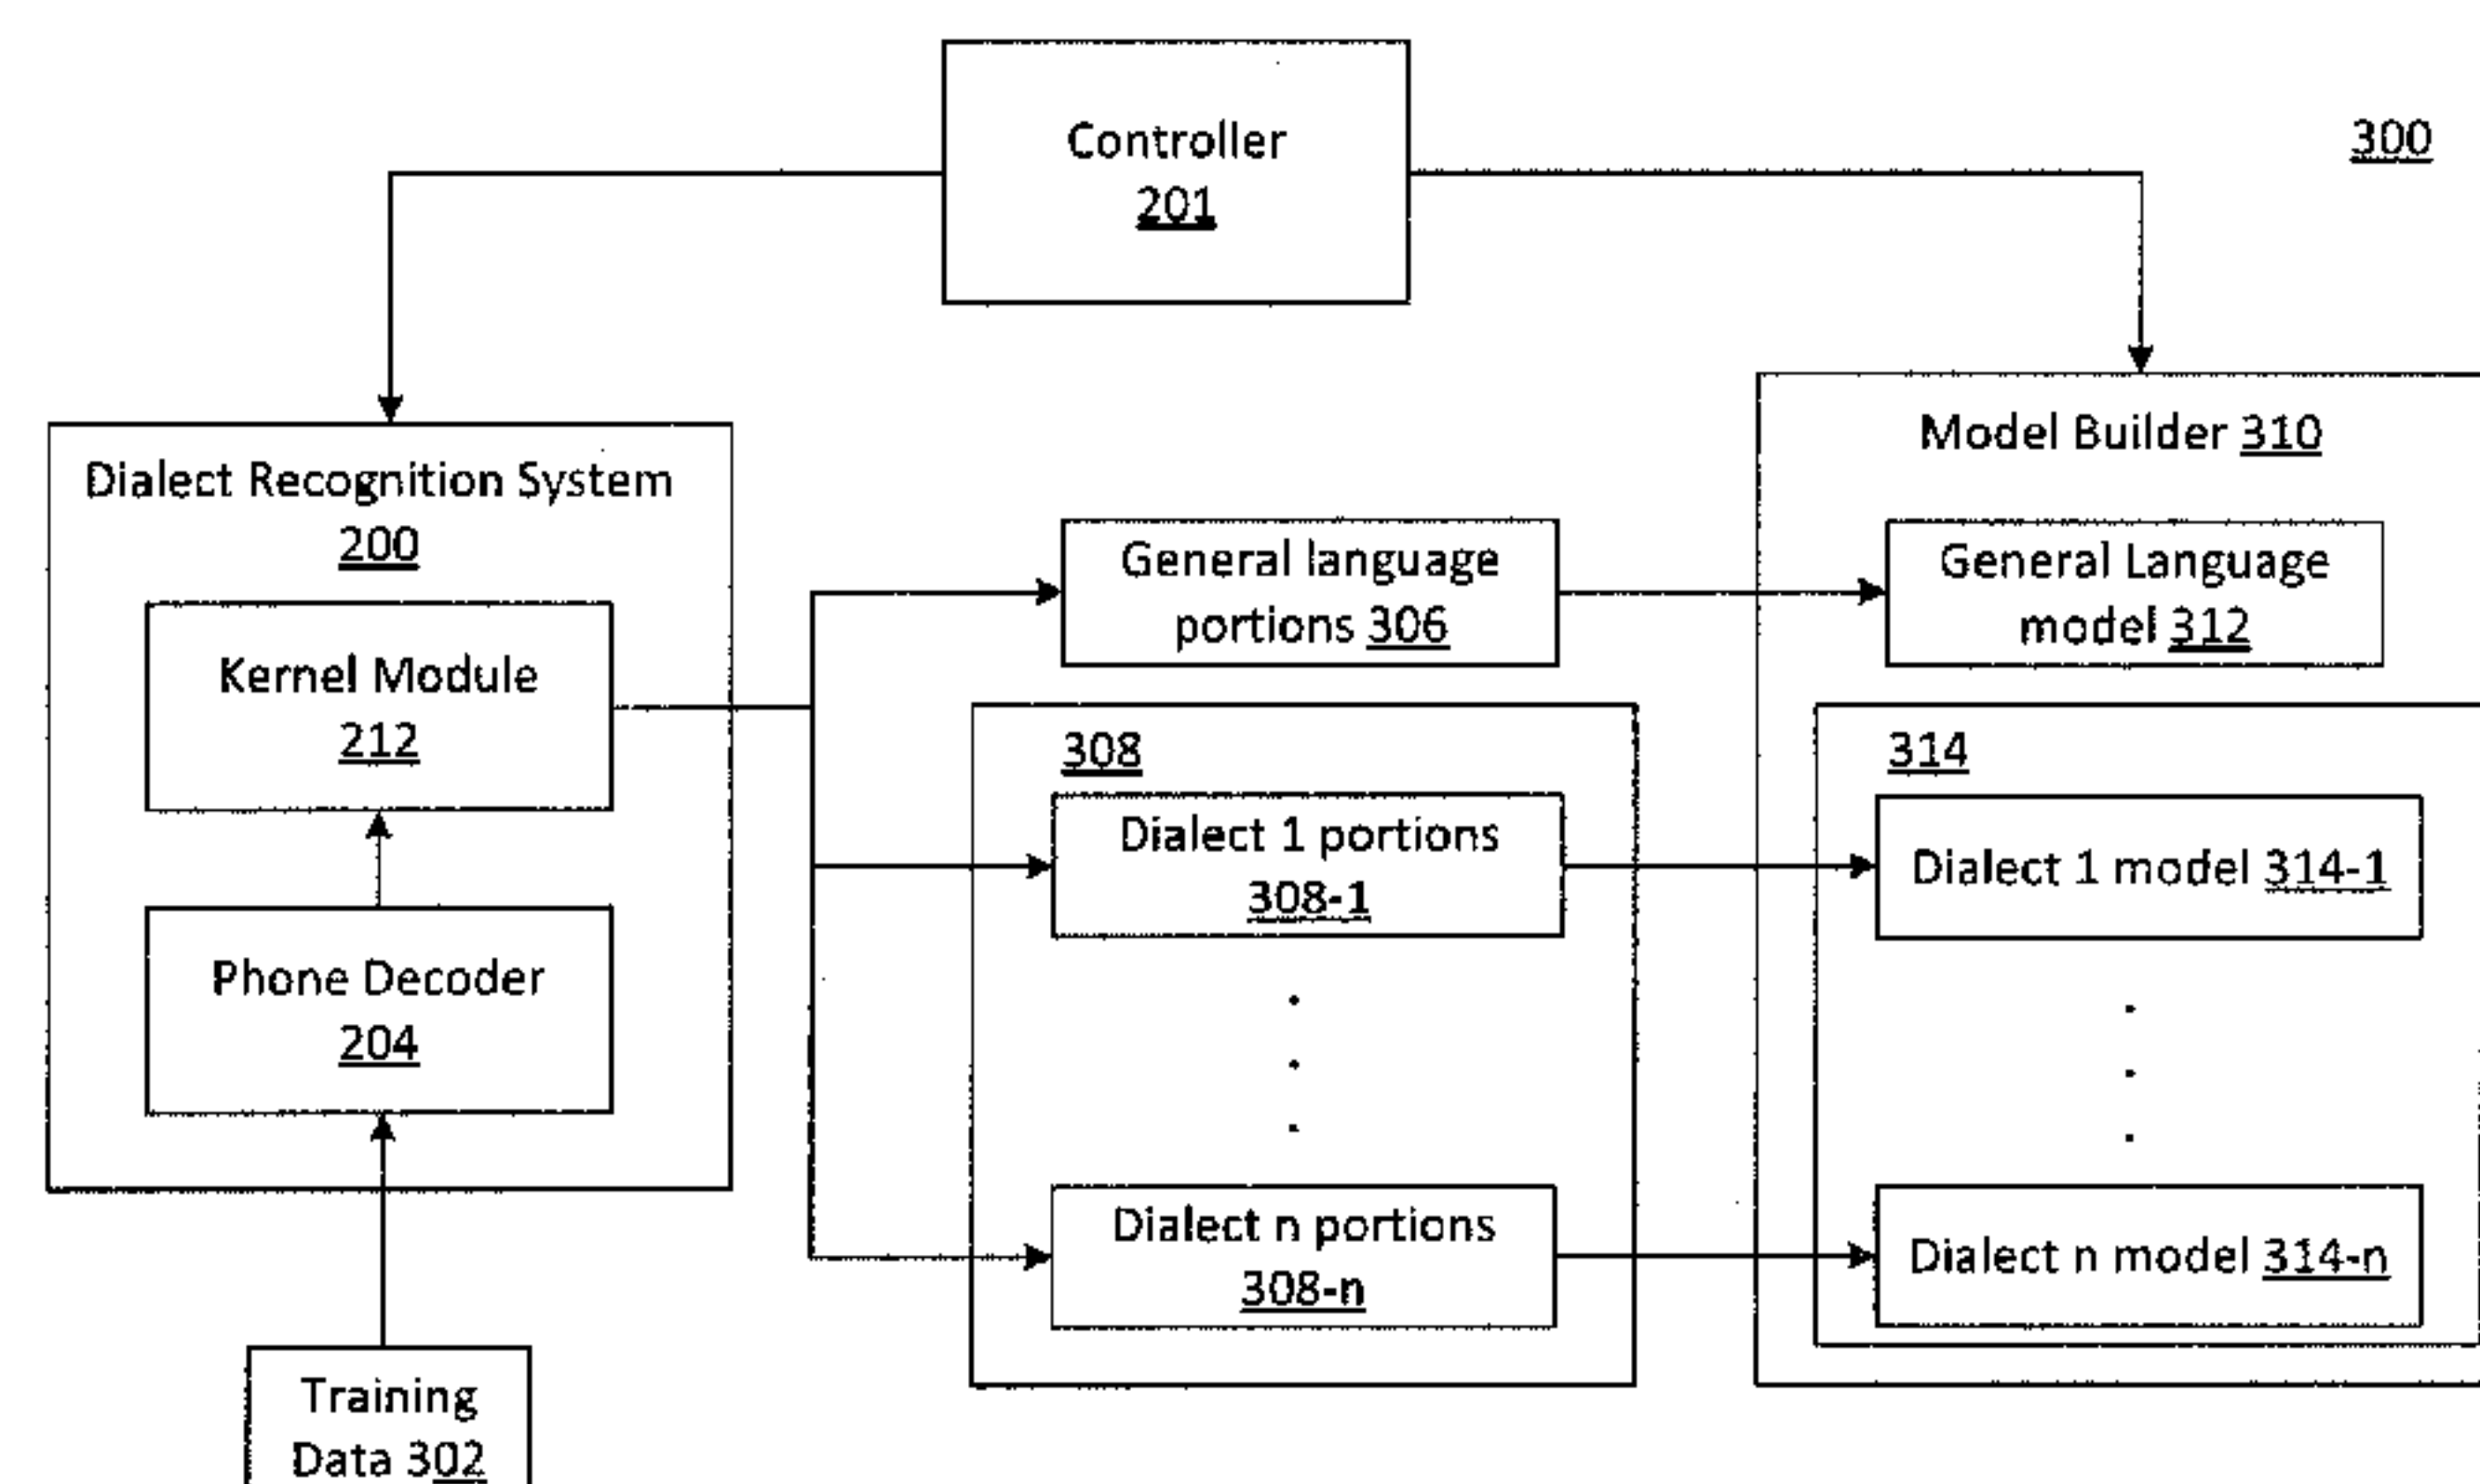 Controller
201
300
Dialect Recognition System
200
Kernel Module
212
Phone Decoder
204
Training
Data 302
General language
portions 306
308
Dialect 1 portions
308-1
Dialect n portions
308-n
Model Builder 310
General Language
model 312
314
Dialect 1 model 314-1
Dialect n model 314-n